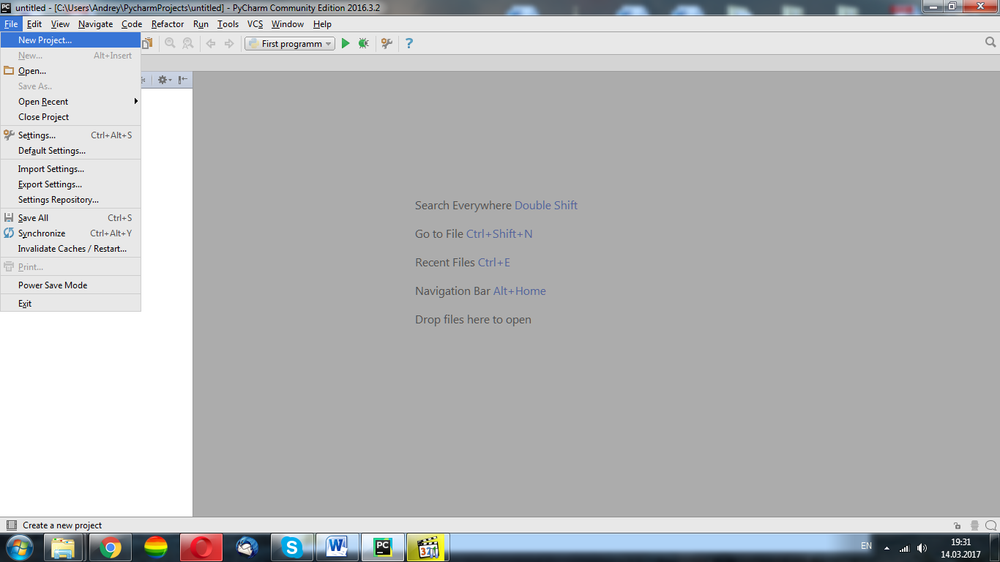 PC untitled - [C:\Users\Andrey\PycharmProjects\untitled] - PyCharm Community Edition 2016.3.2
File Edit View Navigate Code Refactor Run Tools VCS Window Help
New Project...
First programm ?
New... Alt+Insert
Open...
Save As..
Open Recent
Close Project
Settings... Ctrl+Alt+S
Default Settings...
Import Settings...
Export Settings...
Settings Repository...
Save All Ctrl+S
Synchronize Ctrl+Alt+Y
Invalidate Caches / Restart...
Print...
Power Save Mode
Exit
Search Everywhere Double Shift
Go to File Ctrl+Shift+N
Recent Files Ctrl+E
Navigation Bar Alt+Home
Drop files here to open
Create a new project
S W PC 321 EN 19:31
14.03.2017